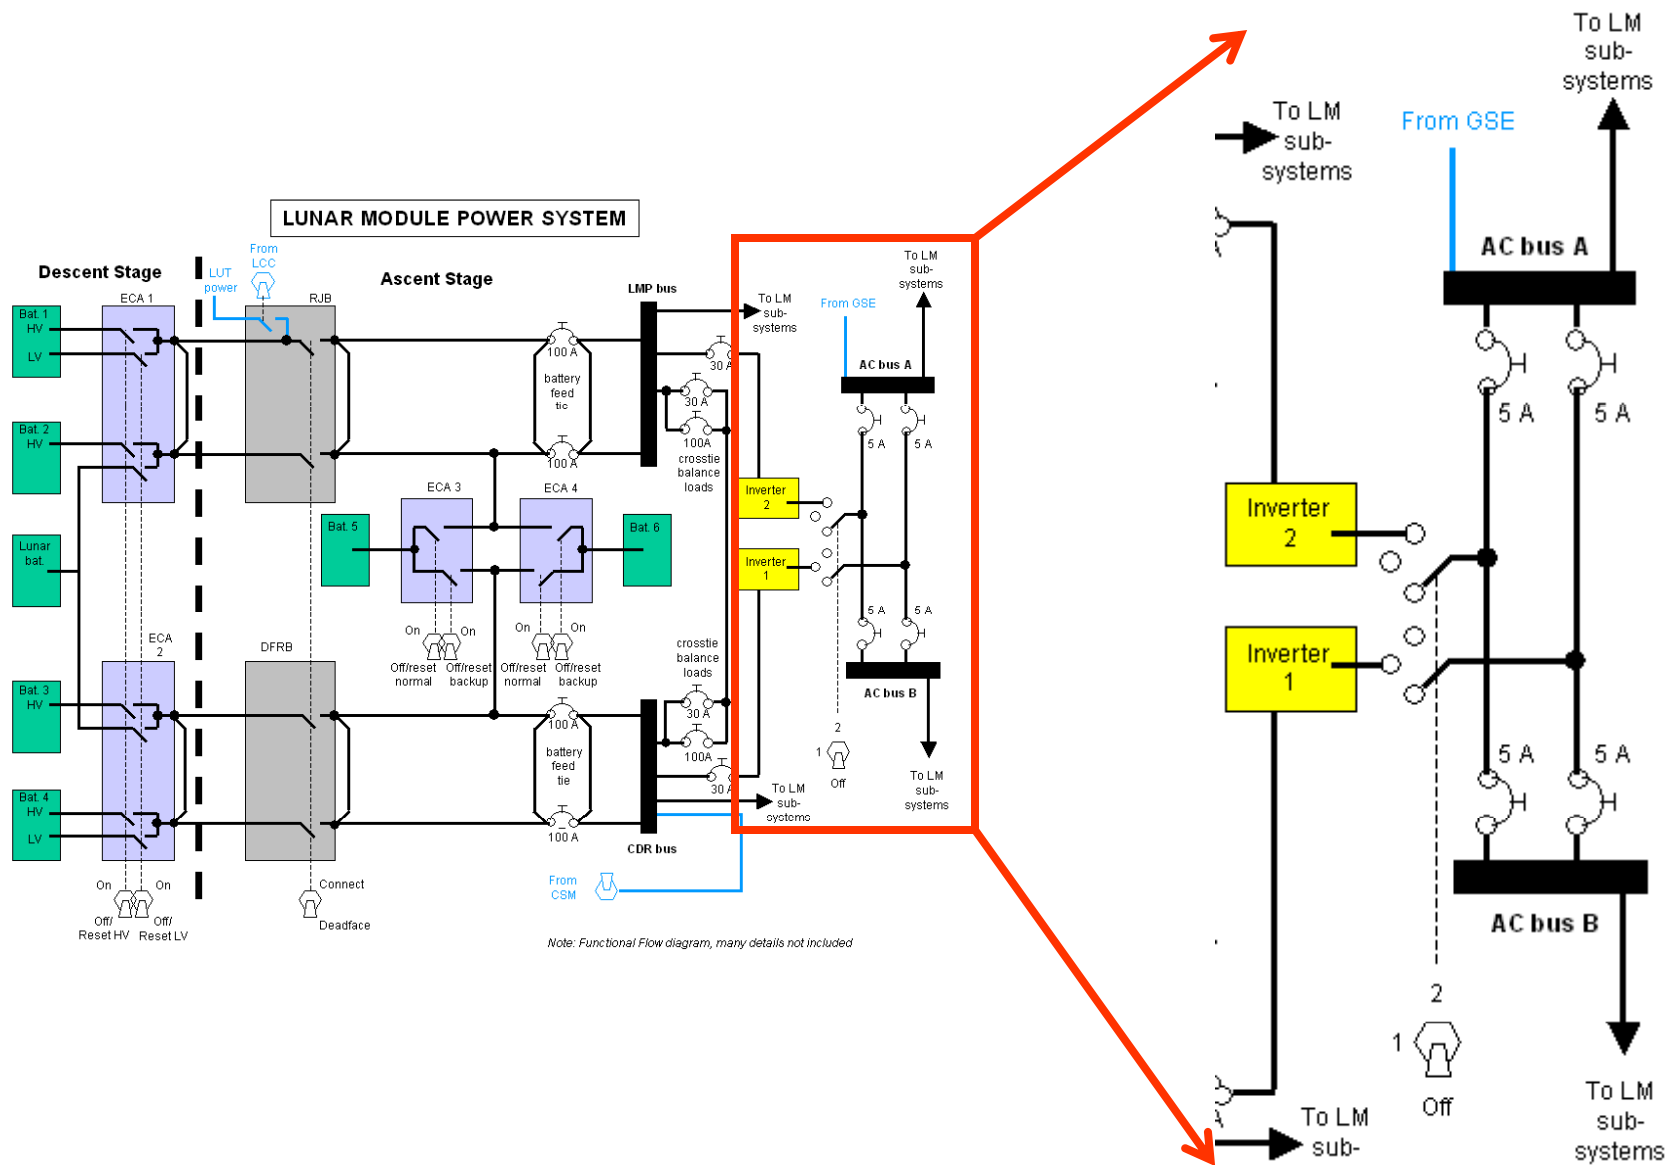 LUNAR MODULE POWER SYSTEM
Descent Stage
Ascent Stage
From
LCC
LUT
power
ECA 1
RJB
Bat. 1
HV
LV
Bat. 2
HV
Lunar
bat.
ECA
2
DFRB
Bat. 3
HV
Bat. 4
HV
LV
On
On
Off/
Reset HV
Off/
Reset LV
Connect
Deadface
100 A
battery
feed
tic
100 A
ECA 3
ECA 4
Bat. 5
Bat. 6
On
On
On
On
Off/reset
normal
Off/reset
backup
Off/reset
normal
Off/reset
backup
100 A
battery
feed
tie
100 A
LMP bus
30 A
30 A
100A
crosstie
balance
loads
crosstie
balance
loads
30 A
100A
30 A
CDR bus
From
CSM
Note: Functional Flow diagram, many details not included
To LM
sub-
systems
From GSE
To LM
sub-
systems
AC bus A
5 A
5 A
Inverter
2
Inverter
1
5 A
5 A
AC bus B
2
1
Off
To LM
sub-
systems
To LM
sub-
systems
To LM
sub-
systems
To LM
sub-
systems
From GSE
AC bus A
5 A
5 A
Inverter
2
Inverter
1
5 A
5 A
AC bus B
2
1
Off
To LM
sub-
systems
To LM
sub-